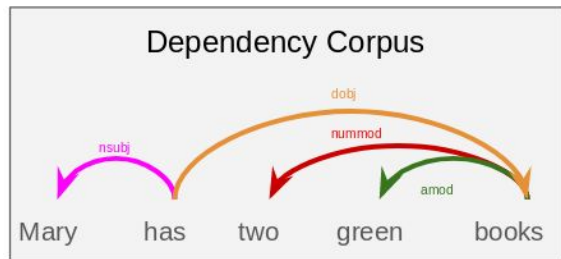 Dependency Corpus
dobj
nummod
nsubj
amod
Mary has two green books